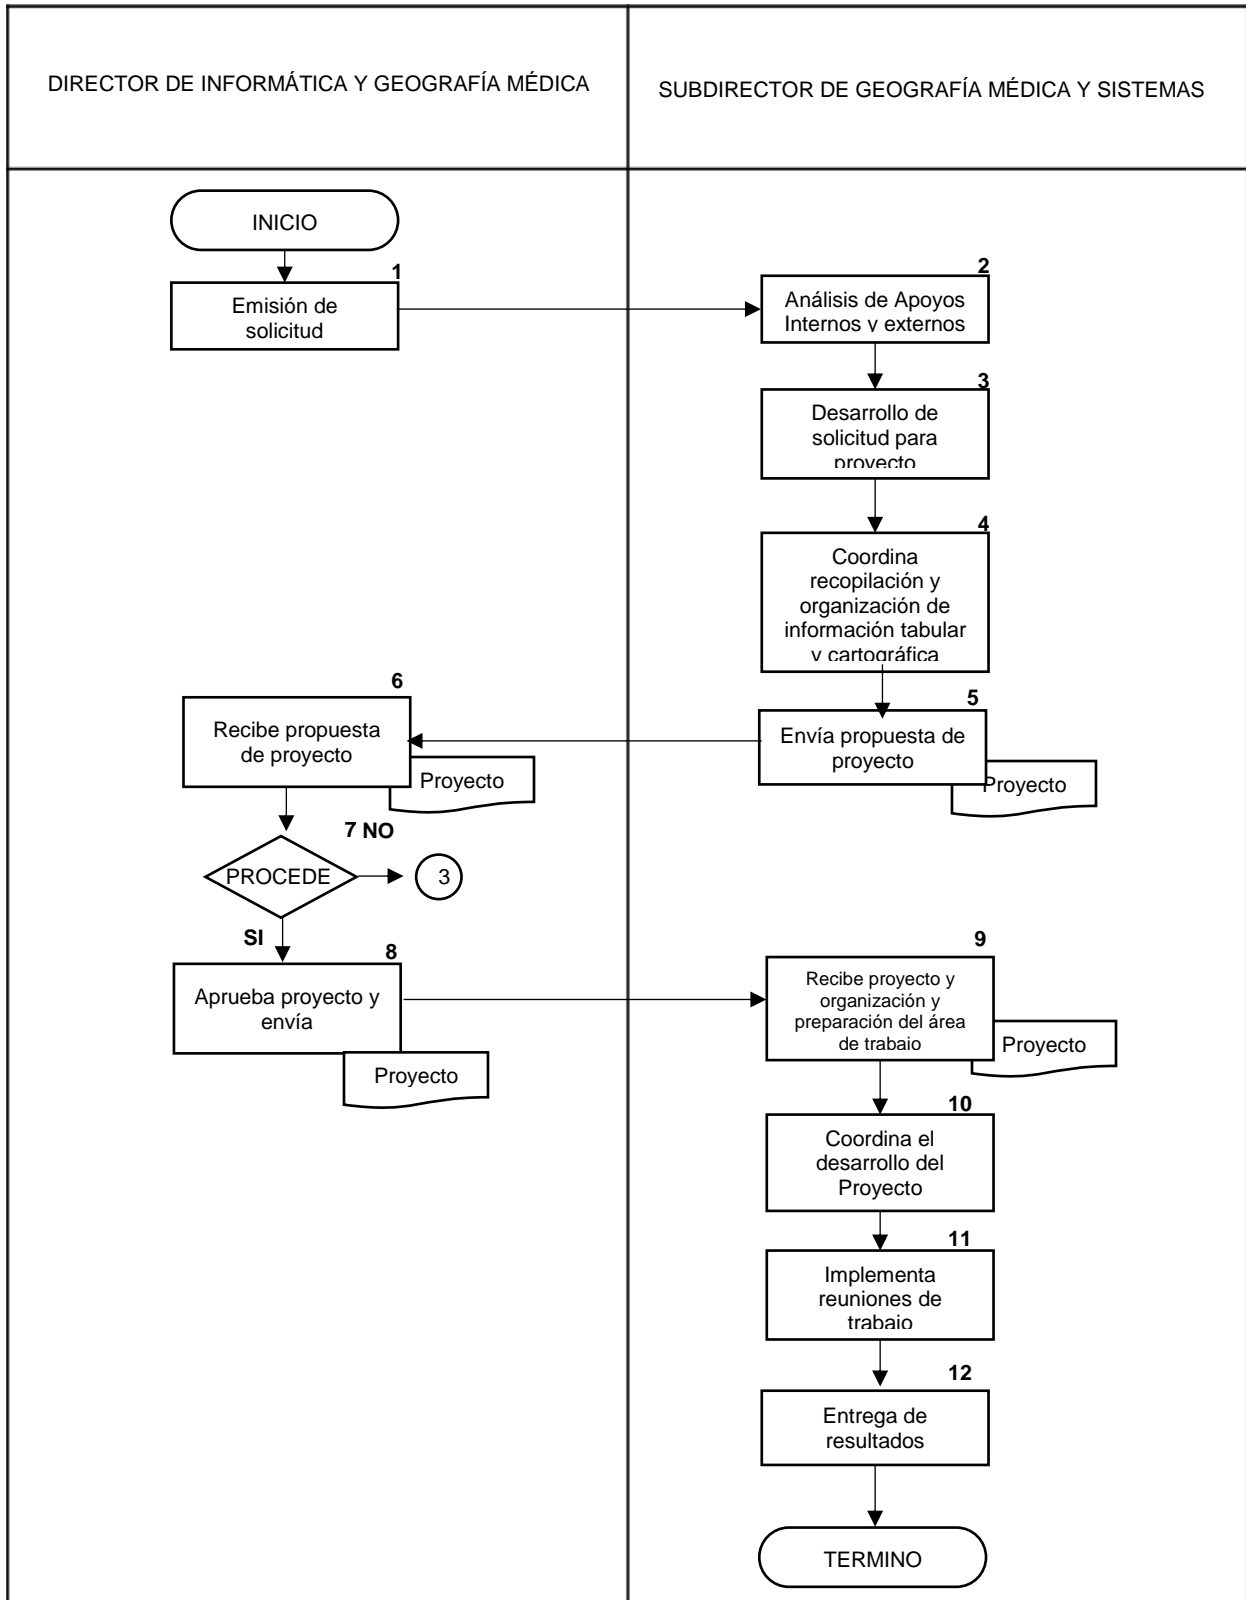 DIRECTOR DE INFORMÁTICA Y GEOGRAFÍA MÉDICA
SUBDIRECTOR DE GEOGRAFÍA MÉDICA Y SISTEMAS
INICIO
1
Emisión de
solicitud
2
Análisis de Apoyos
Internos y externos
3
Desarrollo de
solicitud para
proyecto
4
Coordina
recopilación y
organización de
información tabular
y cartográfica
5
Envía propuesta de
proyecto
Proyecto
6
Recibe propuesta
de proyecto
Proyecto
7 NO
PROCEDE
3
SI
8
Aprueba proyecto y
envía
Proyecto
9
Recibe proyecto y
organización y
preparación del área
de trabajo
Proyecto
10
Coordina el
desarrollo del
Proyecto
11
Implementa
reuniones de
trabajo
12
Entrega de
resultados
TERMINO